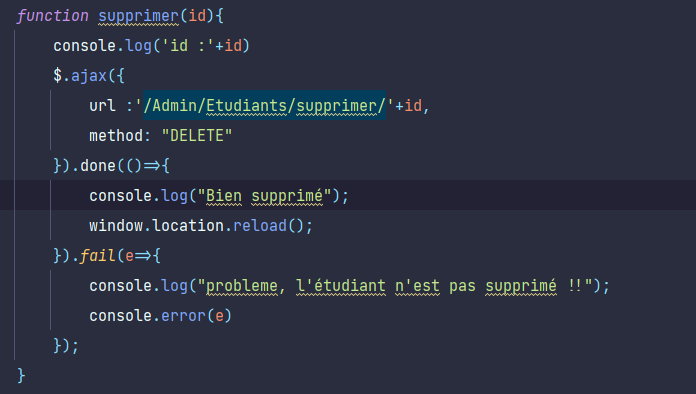 function supprimer(id){
console.log('id :'+id)
$.ajax({
url :'/Admin/Etudiants/supprimer/'+id,
method: "DELETE"
}).done(()=>{
console.log("Bien supprimé");
window.location.reload();
}).fail(e=>{
console.log("probleme, l'étudiant n'est pas supprimé !!");
console.error(e)
});
}